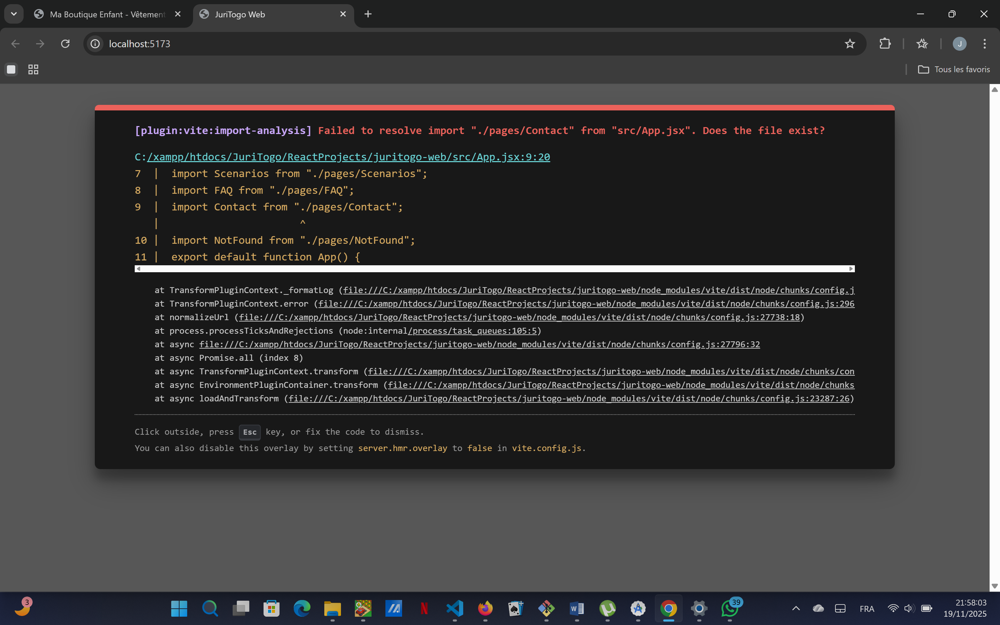 Ma Boutique Enfant - Vêtement
JuriTogo Web
localhost:5173
J
Tous les favoris
[plugin:vite:import-analysis] Failed to resolve import "./pages/Contact" from "src/App.jsx". Does the file exist?
C:/xampp/htdocs/JuriTogo/ReactProjects/juritogo-web/src/App.jsx:9:20
7  |  import Scenarios from "./pages/Scenarios";
8  |  import FAQ from "./pages/FAQ";
9  |  import Contact from "./pages/Contact";
   |                       ^
10 |  import NotFound from "./pages/NotFound";
11 |  export default function App() {
at TransformPluginContext._formatLog (file:///C:/xampp/htdocs/JuriTogo/ReactProjects/juritogo-web/node_modules/vite/dist/node/chunks/config.j
at TransformPluginContext.error (file:///C:/xampp/htdocs/JuriTogo/ReactProjects/juritogo-web/node_modules/vite/dist/node/chunks/config.js:296
at normalizeUrl (file:///C:/xampp/htdocs/JuriTogo/ReactProjects/juritogo-web/node_modules/vite/dist/node/chunks/config.js:27738:18)
at process.processTicksAndRejections (node:internal/process/task_queues:105:5)
at async file:///C:/xampp/htdocs/JuriTogo/ReactProjects/juritogo-web/node_modules/vite/dist/node/chunks/config.js:27796:32
at async Promise.all (index 8)
at async TransformPluginContext.transform (file:///C:/xampp/htdocs/JuriTogo/ReactProjects/juritogo-web/node_modules/vite/dist/node/chunks/con
at async EnvironmentPluginContainer.transform (file:///C:/xampp/htdocs/JuriTogo/ReactProjects/juritogo-web/node_modules/vite/dist/node/chunks
at async loadAndTransform (file:///C:/xampp/htdocs/JuriTogo/ReactProjects/juritogo-web/node_modules/vite/dist/node/chunks/config.js:23287:26)
Click outside, press Esc key, or fix the code to dismiss.
You can also disable this overlay by setting server.hmr.overlay to false in vite.config.js.
3
N
W
39
FRA
21:58:03
19/11/2025